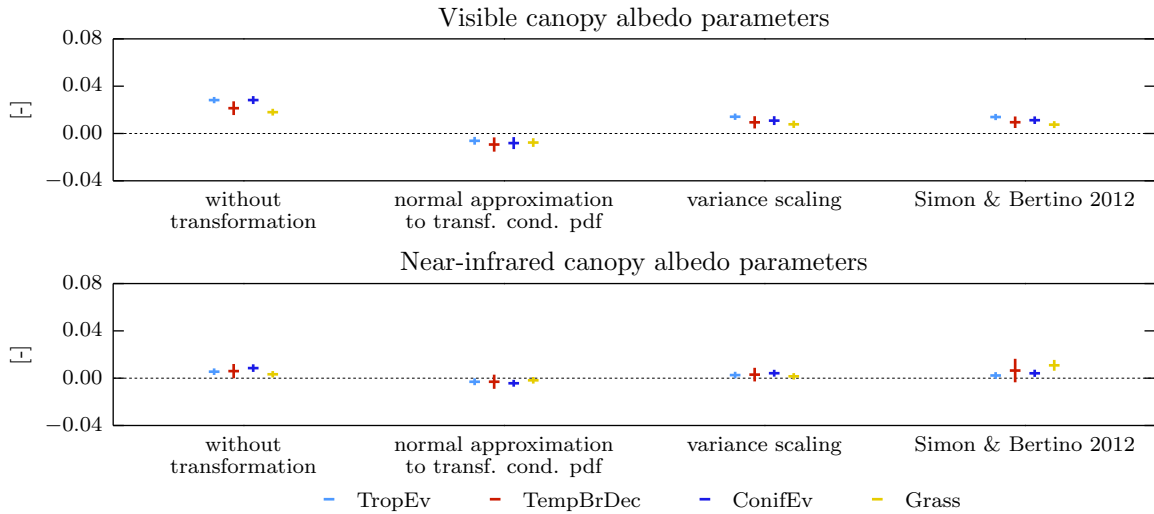 Visible canopy albedo parameters
0.08
0.04
0.00
−0.04
[-]
without transformation
normal approximation to transf. cond. pdf
variance scaling
Simon & Bertino 2012
Near-infrared canopy albedo parameters
0.08
0.04
0.00
−0.04
[-]
without transformation
normal approximation to transf. cond. pdf
variance scaling
Simon & Bertino 2012
TropEv
TempBrDec
ConifEv
Grass